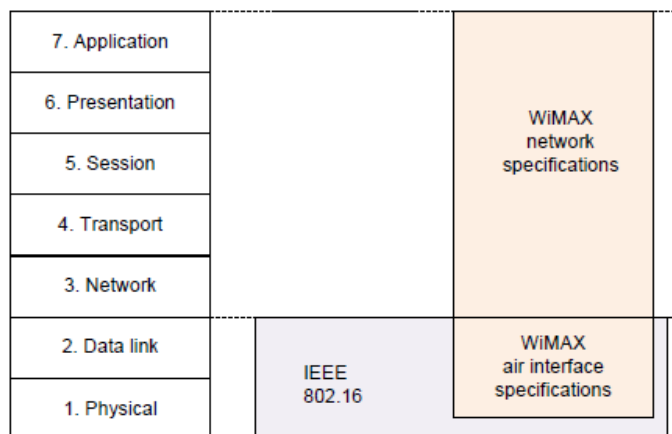 7. Application
6. Presentation
5. Session
4. Transport
3. Network
2. Data link
1. Physical
WiMAX
network
specifications
IEEE
802.16
WiMAX
air interface
specifications